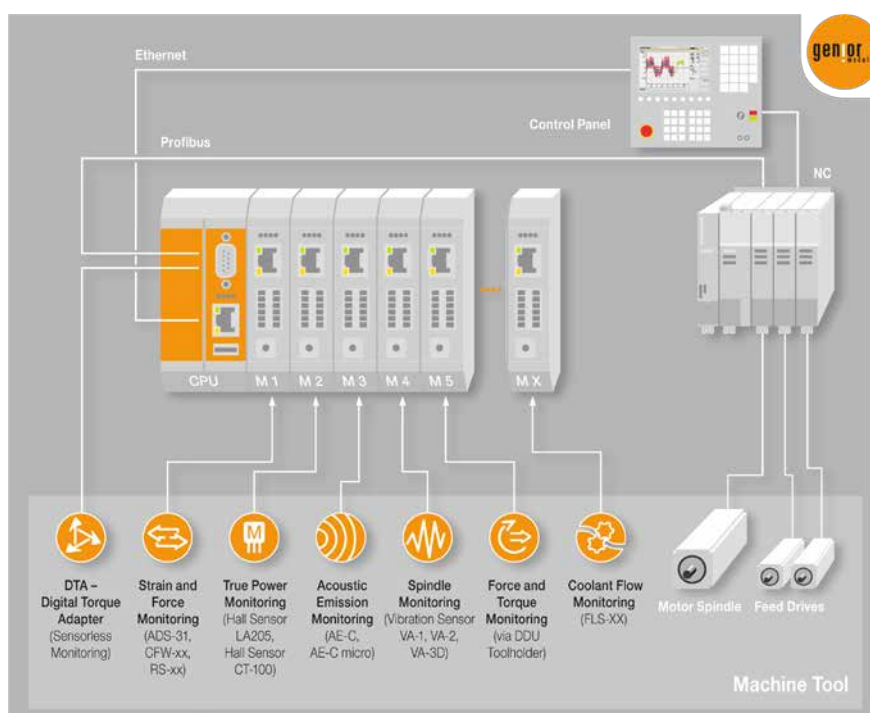 genior
Ethernet
Control Panel
Profibus
NC
CPU
M 1
M 2
M 3
M 4
M 5
M X
DTA –
Digital Torque
Adapter
(Sensorless
Monitoring)
Strain and
Force
Monitoring
(ADS-31,
CFW-xx,
RS-xx)
True Power
Monitoring
(Hall Sensor
LA205,
Hall Sensor
CT-100)
Acoustic
Emission
Monitoring
(AE-C,
AE-C micro)
Spindle
Monitoring
(Vibration Sensor
VA-1, VA-2,
VA-3D)
Force and
Torque
Monitoring
(via DDU
Toolholder)
Coolant Flow
Monitoring
(FLS-XX)
M
Motor Spindle
Feed Drives
Machine Tool